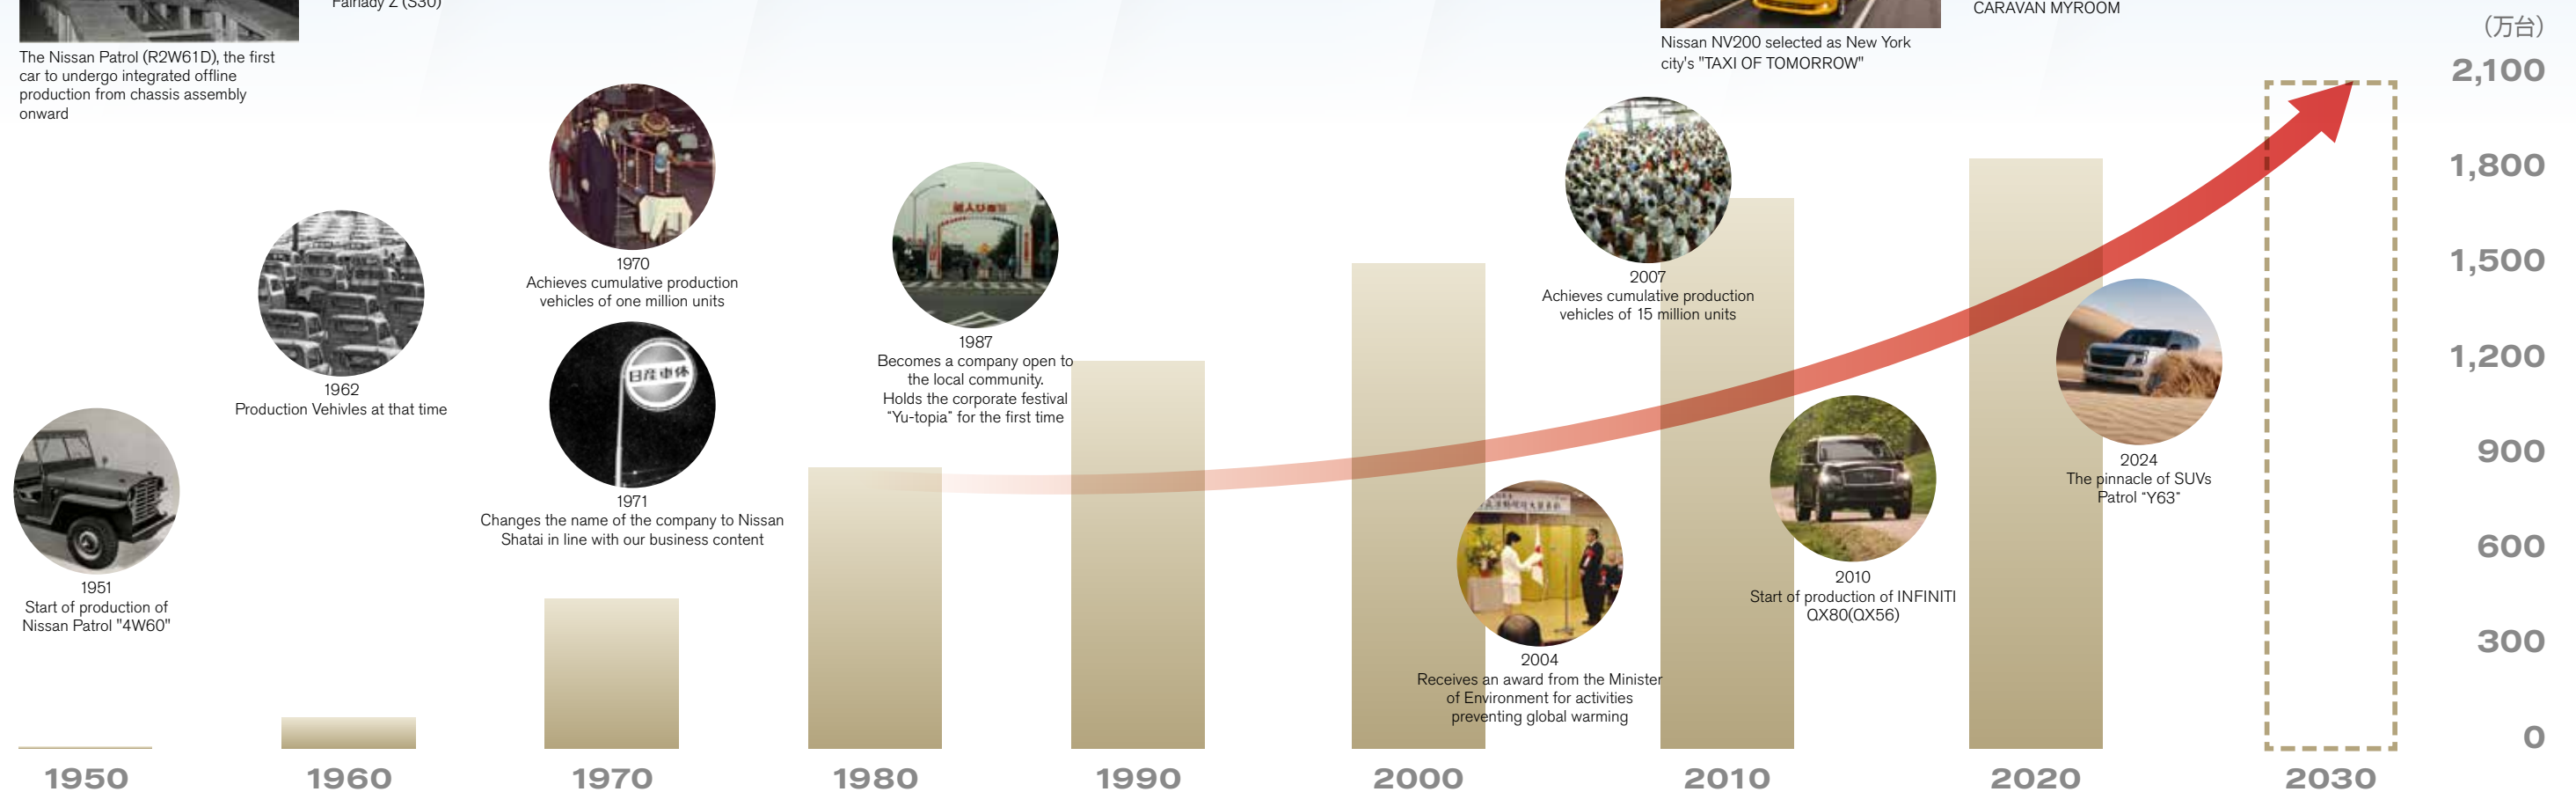 Fairlady Z (S30)
The Nissan Patrol (R2W61D), the first
car to undergo integrated offline
production from chassis assembly
onward
CARAVAN MYROOM
Nissan NV200 selected as New York
city's "TAXI OF TOMORROW"
(万台)
2,100
1,800
1,500
1,200
900
600
300
0
1951
Start of production of
Nissan Patrol "4W60"
1962
Production Vehivles at that time
1970
Achieves cumulative production
vehicles of one million units
日産車体
1971
Changes the name of the company to Nissan
Shatai in line with our business content
1987
Becomes a company open to
the local community.
Holds the corporate festival
"Yu-topia" for the first time
2004
Receives an award from the Minister
of Environment for activities
preventing global warming
2007
Achieves cumulative production
vehicles of 15 million units
2010
Start of production of INFINITI
QX80(QX56)
2024
The pinnacle of SUVs
Patrol "Y63"
1950
1960
1970
1980
1990
2000
2010
2020
2030